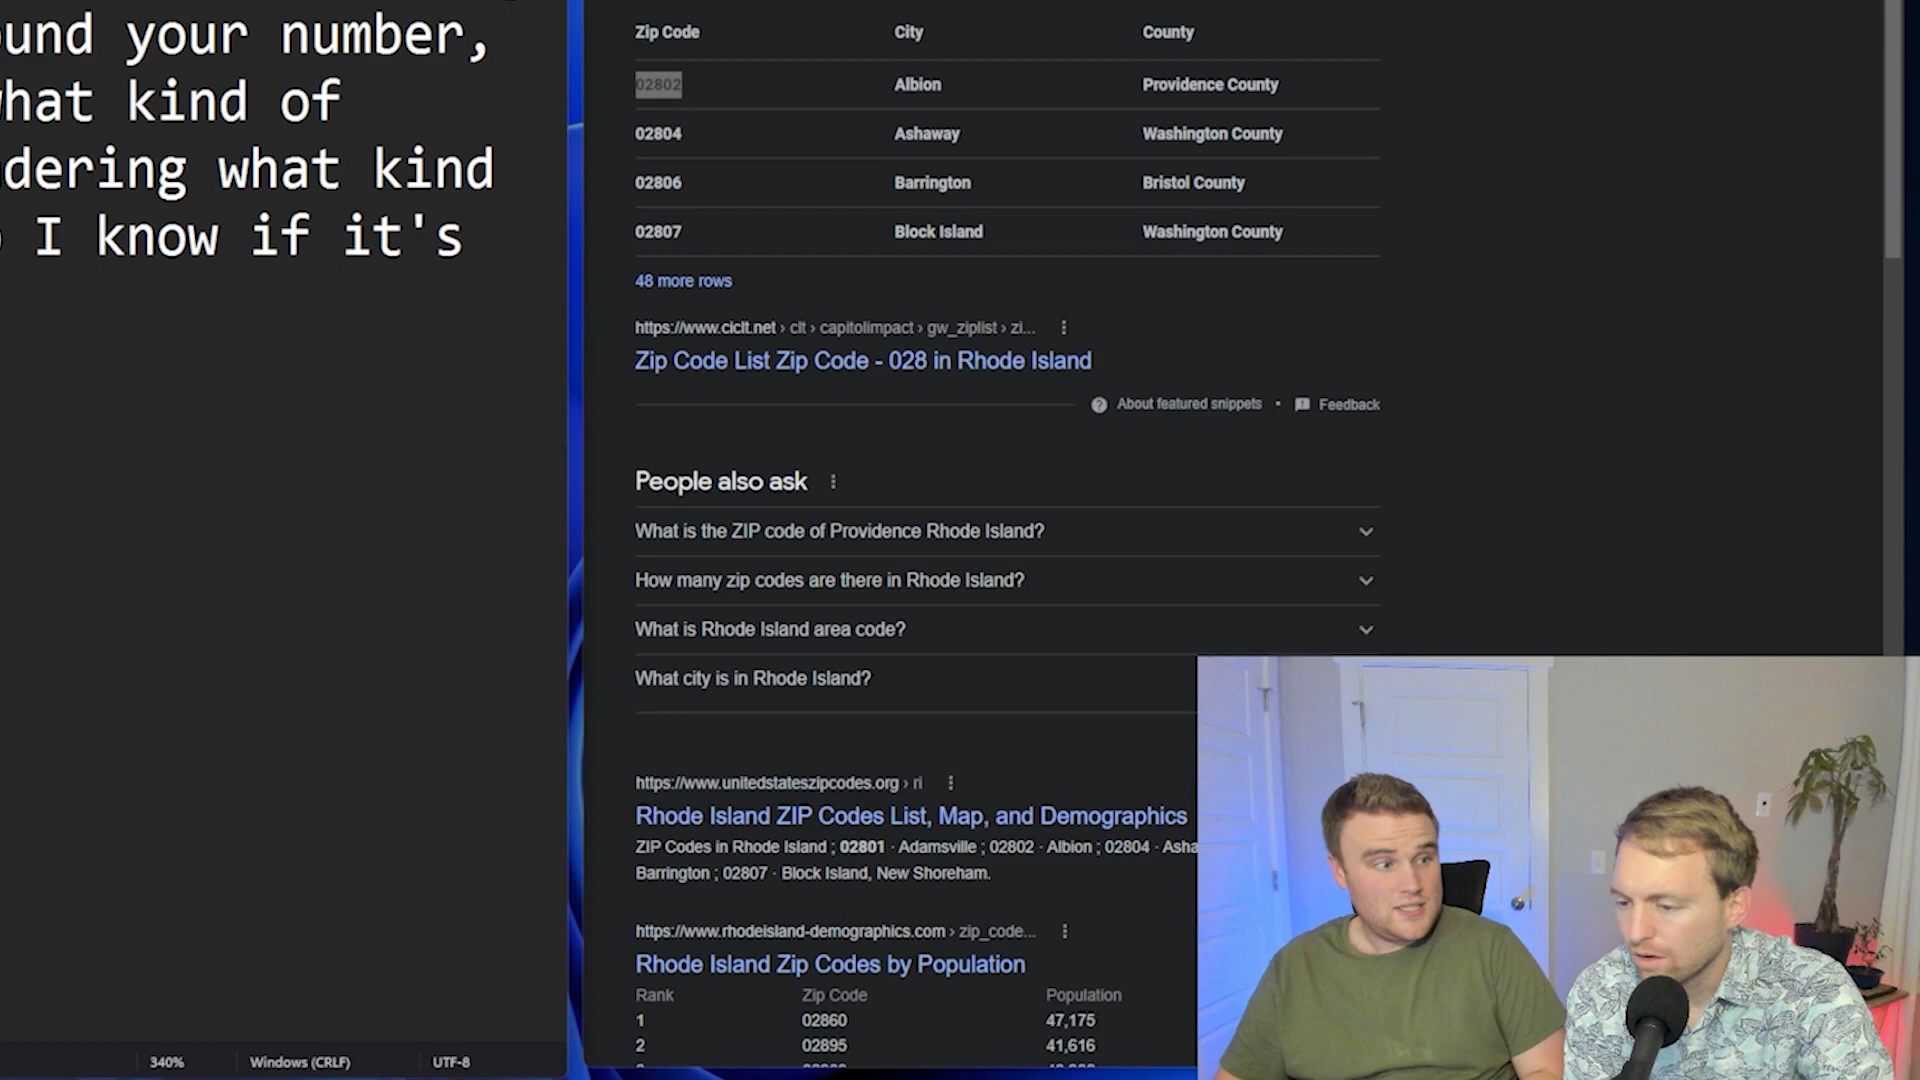 your number,
kind of
what kind
I know if it's
340%
Windows (CRLF)
UTF-8
Zip Code City County
02802 Albion Providence County
02804 Ashaway Washington County
02806 Barrington Bristol County
02807 Block Island Washington County
48 more rows
https://www.ciclt.net › clt › capitolimpact › gw_ziplist › zi...
Zip Code List Zip Code - 028 in Rhode Island
About featured snippets • Feedback
People also ask
What is the ZIP code of Providence Rhode Island?
How many zip codes are there in Rhode Island?
What is Rhode Island area code?
What city is in Rhode Island?
https://www.unitedstateszipcodes.org › ri
Rhode Island ZIP Codes List, Map, and Demographics
ZIP Codes in Rhode Island ; 02801 · Adamsville ; 02802 · Albion ; 02804 · Asha
Barrington ; 02807 · Block Island, New Shoreham.
https://www.rhodeisland-demographics.com › zip_code...
Rhode Island Zip Codes by Population
Rank Zip Code Population
1 02860 47,175
2 02895 41,616